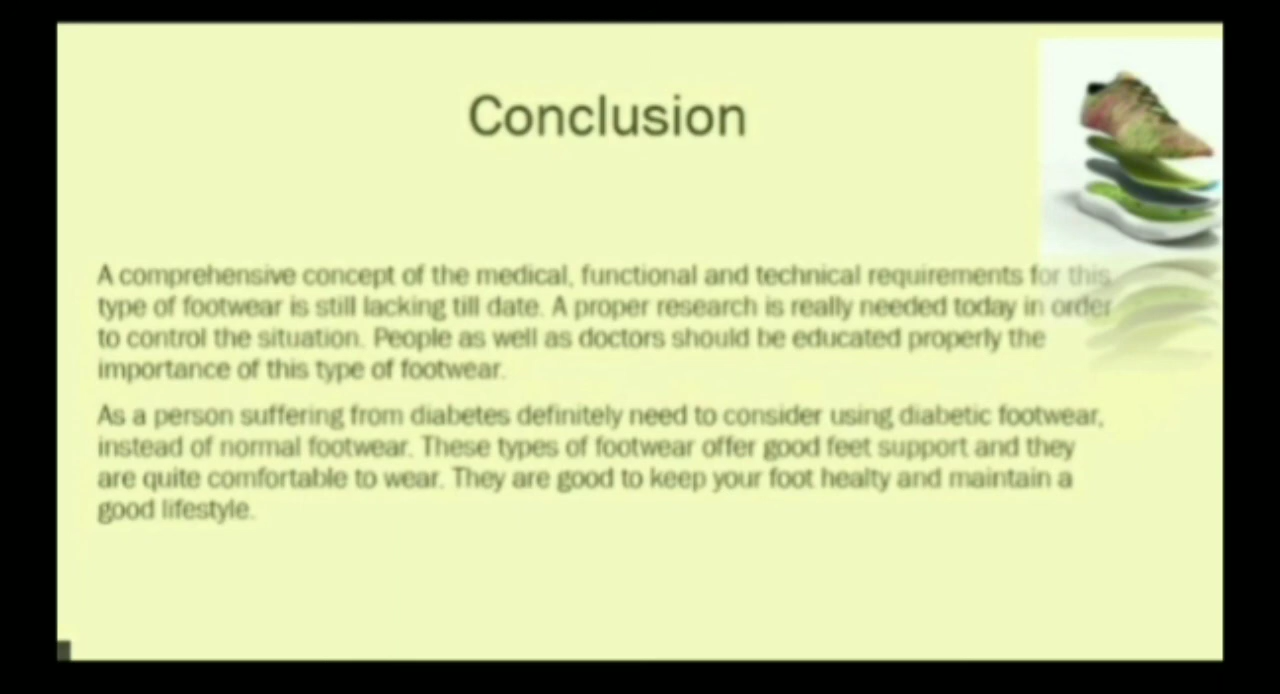 Conclusion
A comprehensive concept of the medical, functional and technical requirements for this
type of footwear is still lacking till date. A proper research is really needed today in order
to control the situation. People as well as doctors should be educated properly the
importance of this type of footwear.
As a person suffering from diabetes definitely need to consider using diabetic footwear,
instead of normal footwear. These types of footwear offer good feet support and they
are quite comfortable to wear. They are good to keep your foot healty and maintain a
good lifestyle.